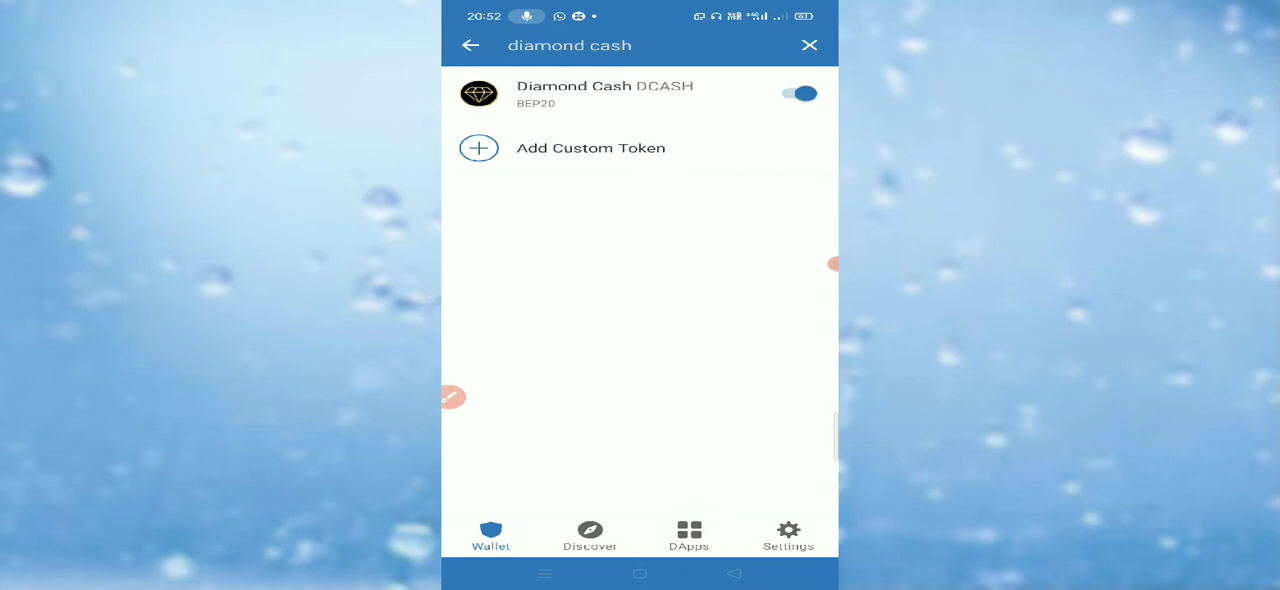 20:52
diamond cash
Diamond Cash DCASH
BEP20
Add Custom Token
Wallet
Discover
DApps
Settings